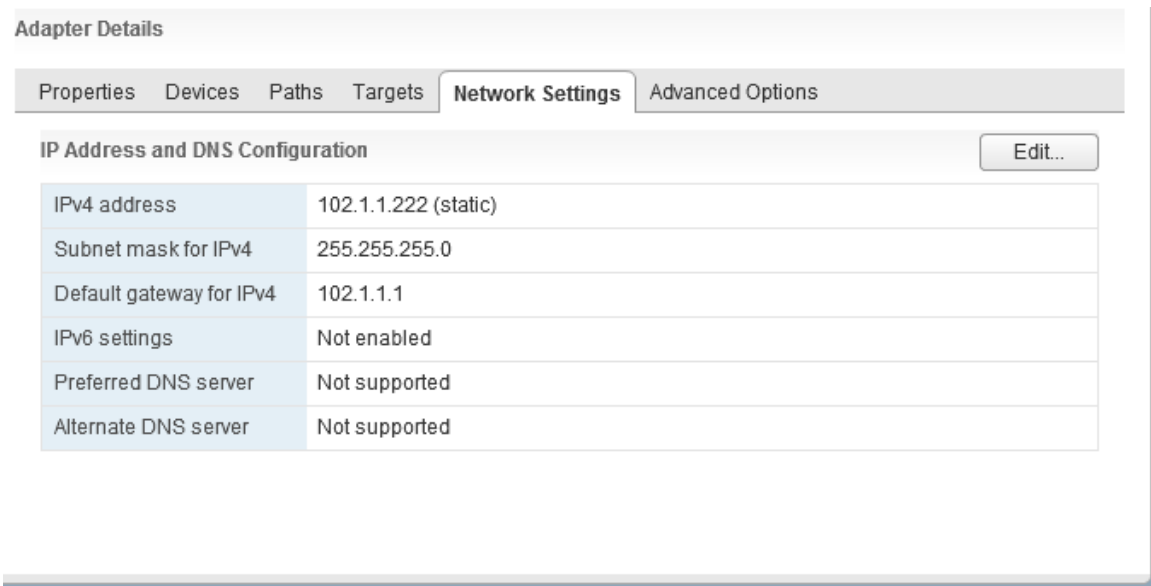 Adapter Details
Properties Devices Paths Targets Network Settings Advanced Options
IP Address and DNS Configuration Edit...
IPv4 address 102.1.1.222 (static)
Subnet mask for IPv4 255.255.255.0
Default gateway for IPv4 102.1.1.1
IPv6 settings Not enabled
Preferred DNS server Not supported
Alternate DNS server Not supported